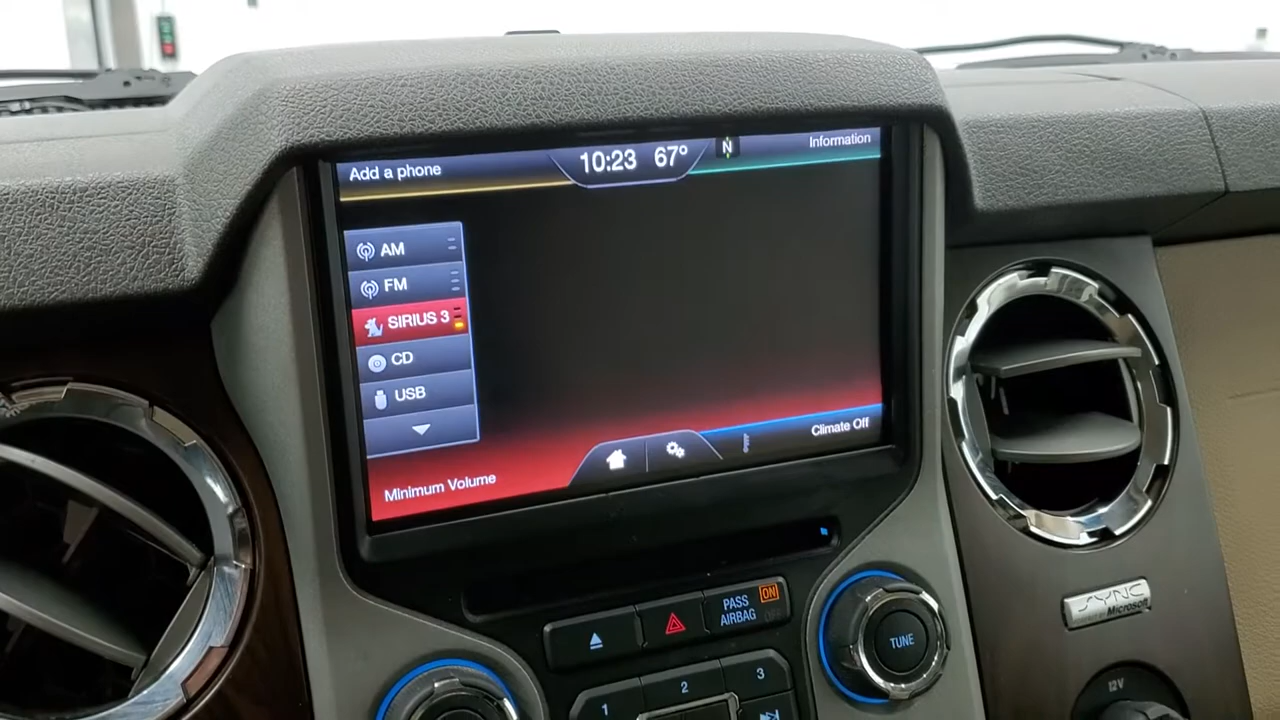 Add a phone
10:23 67°
N
Information
AM
FM
SIRIUS 3
CD
USB
Minimum Volume
Climate Off
PASS
AIRBAG
ON
TUNE
SYNC
Microsoft
1
2
3
12V